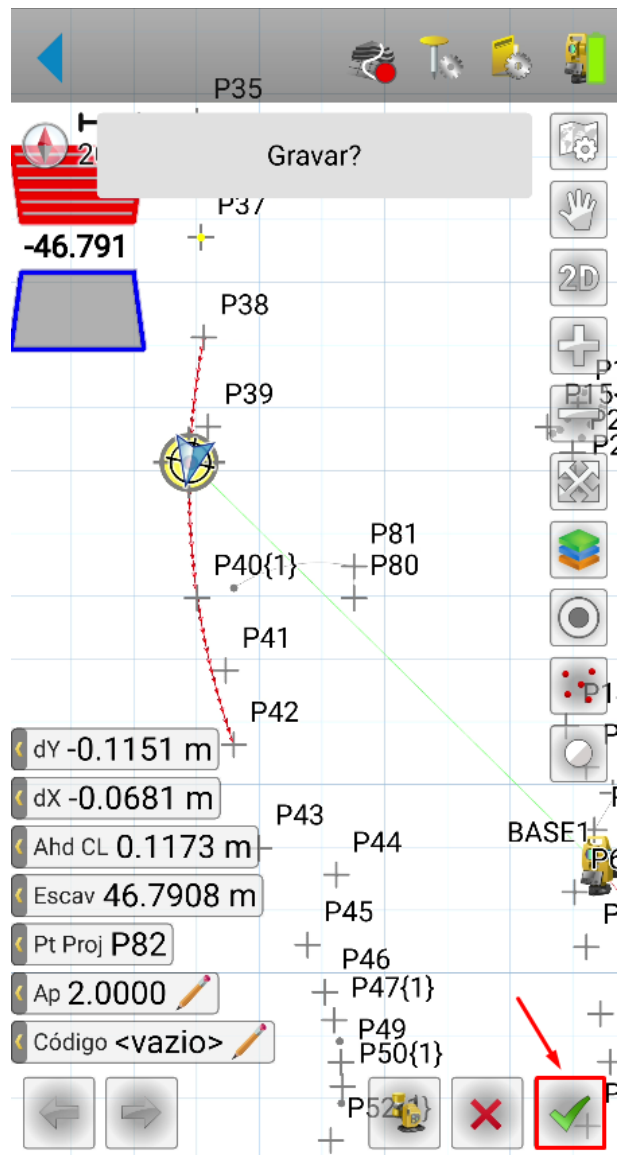 P35
Gravar?
P37
-46.791
2D
P38
P39
P15
P81
P40{1}
P80
P41
P42
dY -0.1151 m
dX -0.0681 m
P43
BASE1
Ahd CL 0.1173 m
P44
Escav 46.7908 m
P45
Pt Proj P82
P46
Ap 2.0000
P47{1}
P49
Código <vazio>
P50{1}